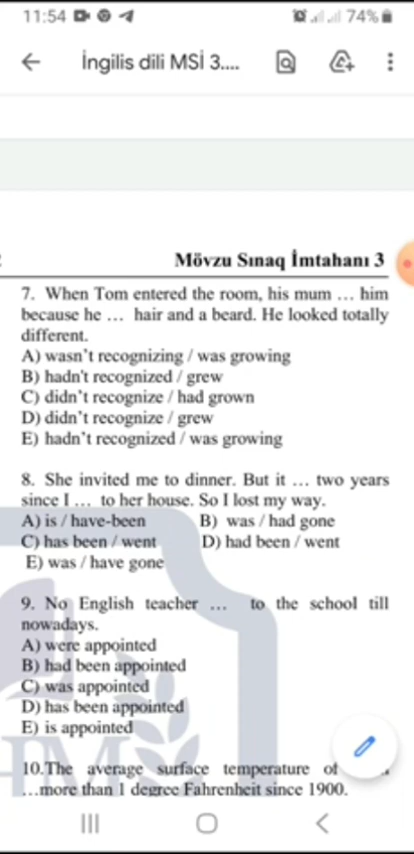 11:54
74%
İngilis dili MSİ 3....
Mövzu Sınaq İmtahanı 3
7. When Tom entered the room, his mum … him
because he … hair and a beard. He looked totally
different.
A) wasn't recognizing / was growing
B) hadn't recognized / grew
C) didn't recognize / had grown
D) didn't recognize / grew
E) hadn't recognized / was growing
8. She invited me to dinner. But it … two years
since I … to her house. So I lost my way.
A) is / have-been B) was / had gone
C) has been / went D) had been / went
E) was / have gone
9. No English teacher … to the school till
nowadays.
A) were appointed
B) had been appointed
C) was appointed
D) has been appointed
E) is appointed
10.The average surface temperature of
…more than 1 degree Fahrenheit since 1900.